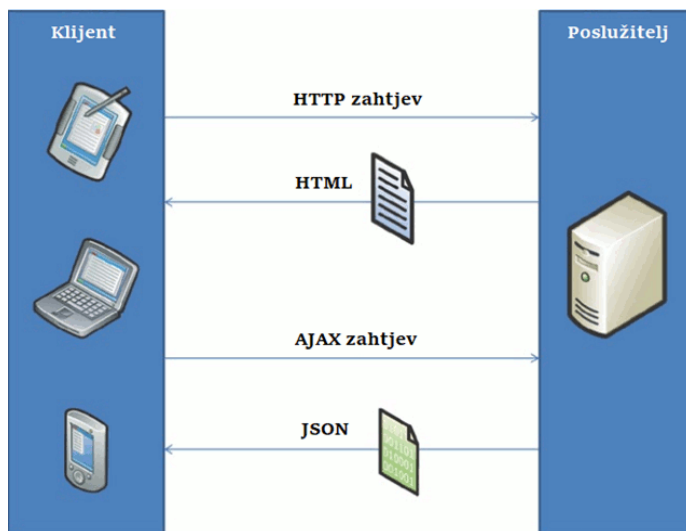 Klijent
Poslužitelj
HTTP zahtjev
HTML
AJAX zahtjev
JSON